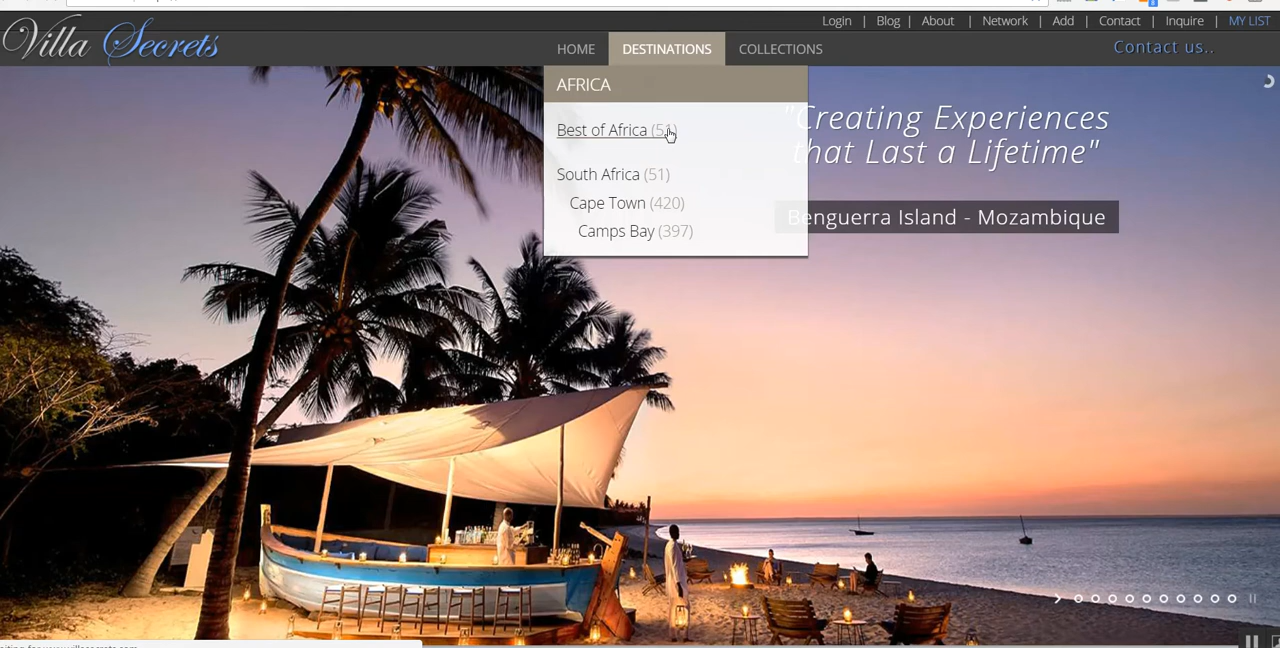 Login | Blog | About | Network | Add | Contact | Inquire | MY LIST
Villa Secrets
HOME DESTINATIONS COLLECTIONS
Contact us..
AFRICA
Best of Africa (51)
South Africa (51)
Cape Town (420)
Camps Bay (397)
"Creating Experiences
that Last a Lifetime"
Benguerra Island - Mozambique